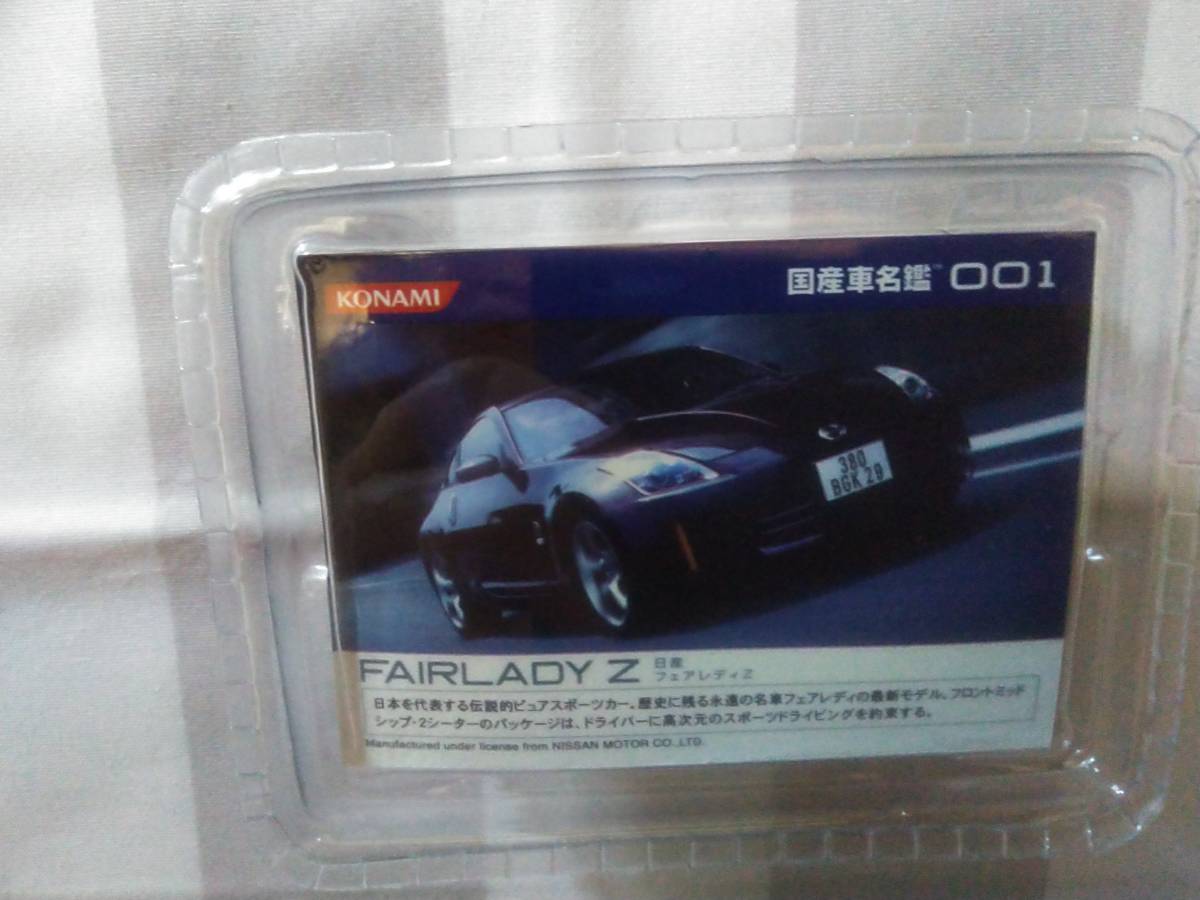 KONAMI
国産車名鑑™ 001
380
BGK 29
FAIRLADY Z
日産
フェアレディZ
日本を代表する伝説的ピュアスポーツカー。歴史に残る永遠の名車フェアレディの最新モデル。フロントミッド
シップ・2シーターのパッケージは、ドライバーに高次元のスポーツドライビングを約束する。
Manufactured under license from NISSAN MOTOR CO.,LTD.